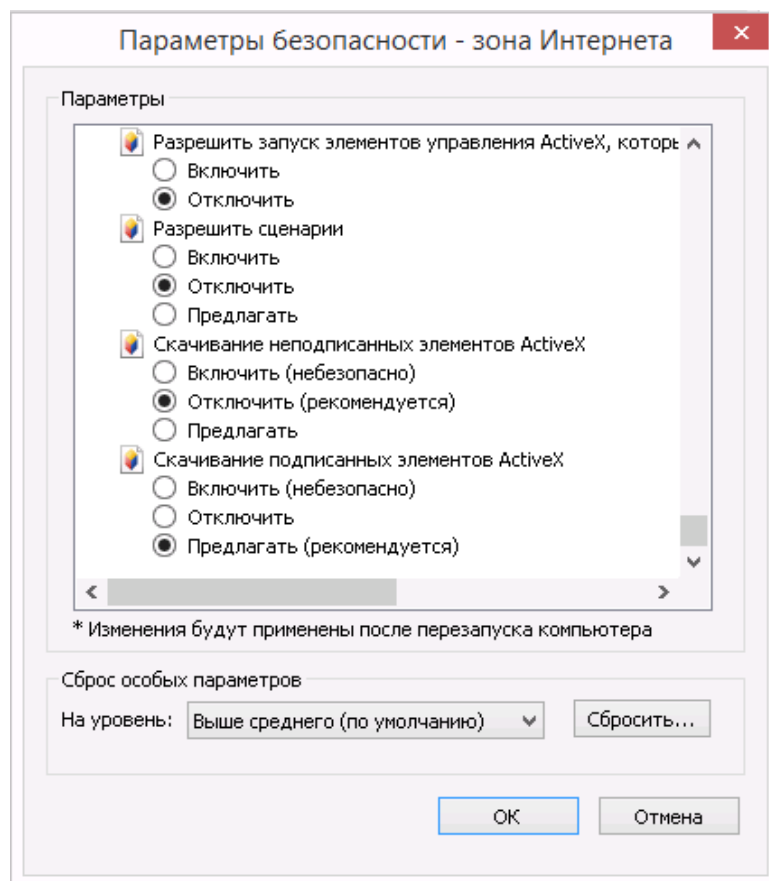 Параметры безопасности - зона Интернета
Параметры
Разрешить запуск элементов управления ActiveX, которь
Включить
Отключить
Разрешить сценарии
Включить
Отключить
Предлагать
Скачивание неподписанных элементов ActiveX
Включить (небезопасно)
Отключить (рекомендуется)
Предлагать
Скачивание подписанных элементов ActiveX
Включить (небезопасно)
Отключить
Предлагать (рекомендуется)
* Изменения будут применены после перезапуска компьютера
Сброс особых параметров
На уровень: Выше среднего (по умолчанию) Сбросить...
ОК Отмена